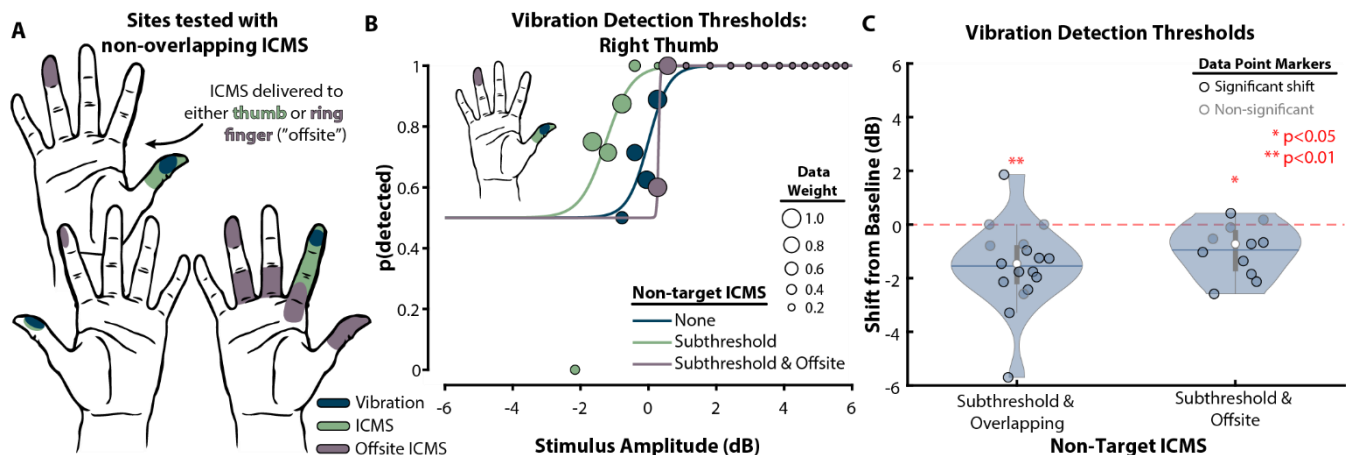 A
Sites tested with
non-overlapping ICMS
ICMS delivered to
either thumb or ring
finger ("offsite")
Vibration
ICMS
Offsite ICMS
B
Vibration Detection Thresholds:
Right Thumb
p(detected)
1
0.8
0.6
0.4
0.2
0
Data
Weight
1.0
0.8
0.6
0.4
0.2
Non-target ICMS
None
Subthreshold
Subthreshold & Offsite
-6
-4
-2
0
2
4
6
Stimulus Amplitude (dB)
C
Vibration Detection Thresholds
Shift from Baseline (dB)
6
4
2
0
-2
-4
-6
Data Point Markers
Significant shift
Non-significant
* p<0.05
** p<0.01
**
*
Subthreshold &
Overlapping
Subthreshold &
Offsite
Non-Target ICMS